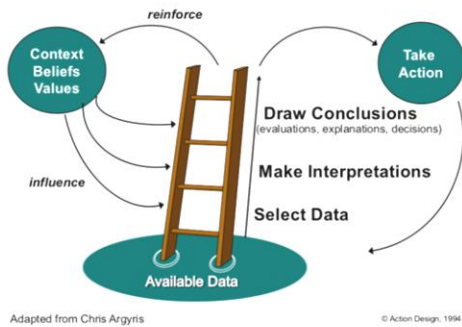 reinforce
Context
Beliefs
Values
Take
Action
Draw Conclusions
(evaluations, explanations, decisions)
Make Interpretations
influence
Select Data
Available Data
Adapted from Chris Argyris
© Action Design, 1994